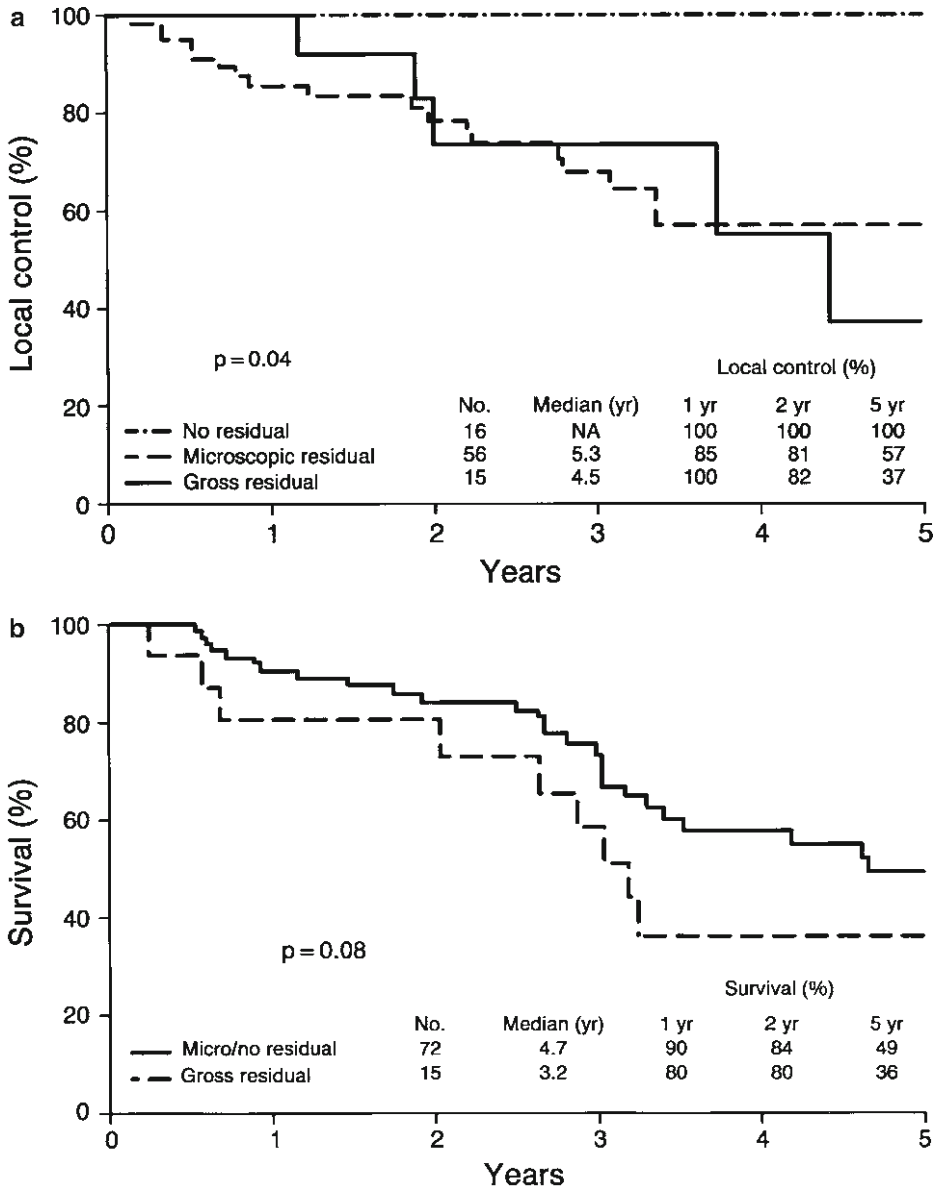 a
100
80
60
40
20
0
Local control (%)
p = 0.04
Local control (%)
No. Median (yr) 1 yr 2 yr 5 yr
No residual 16 NA 100 100 100
Microscopic residual 56 5.3 85 81 57
Gross residual 15 4.5 100 82 37
0 1 2 3 4 5
Years
b
100
80
60
40
20
0
Survival (%)
p = 0.08
Survival (%)
No. Median (yr) 1 yr 2 yr 5 yr
Micro/no residual 72 4.7 90 84 49
Gross residual 15 3.2 80 80 36
0 1 2 3 4 5
Years